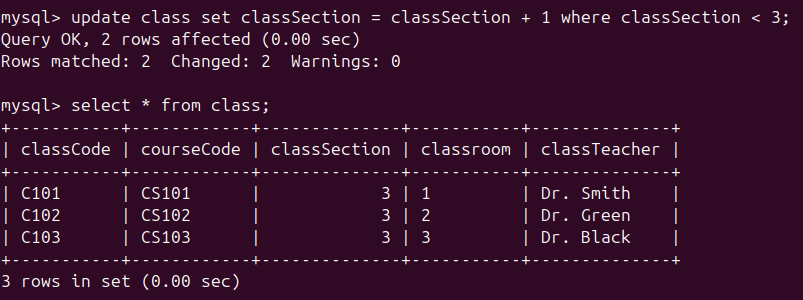 mysql> update class set classSection = classSection + 1 where classSection < 3;
Query OK, 2 rows affected (0.00 sec)
Rows matched: 2  Changed: 2  Warnings: 0

mysql> select * from class;
+-----------+------------+--------------+-----------+--------------+
| classCode | courseCode | classSection | classroom | classTeacher |
+-----------+------------+--------------+-----------+--------------+
| C101      | CS101      |            3 | 1         | Dr. Smith    |
| C102      | CS102      |            3 | 2         | Dr. Green    |
| C103      | CS103      |            3 | 3         | Dr. Black    |
+-----------+------------+--------------+-----------+--------------+
3 rows in set (0.00 sec)